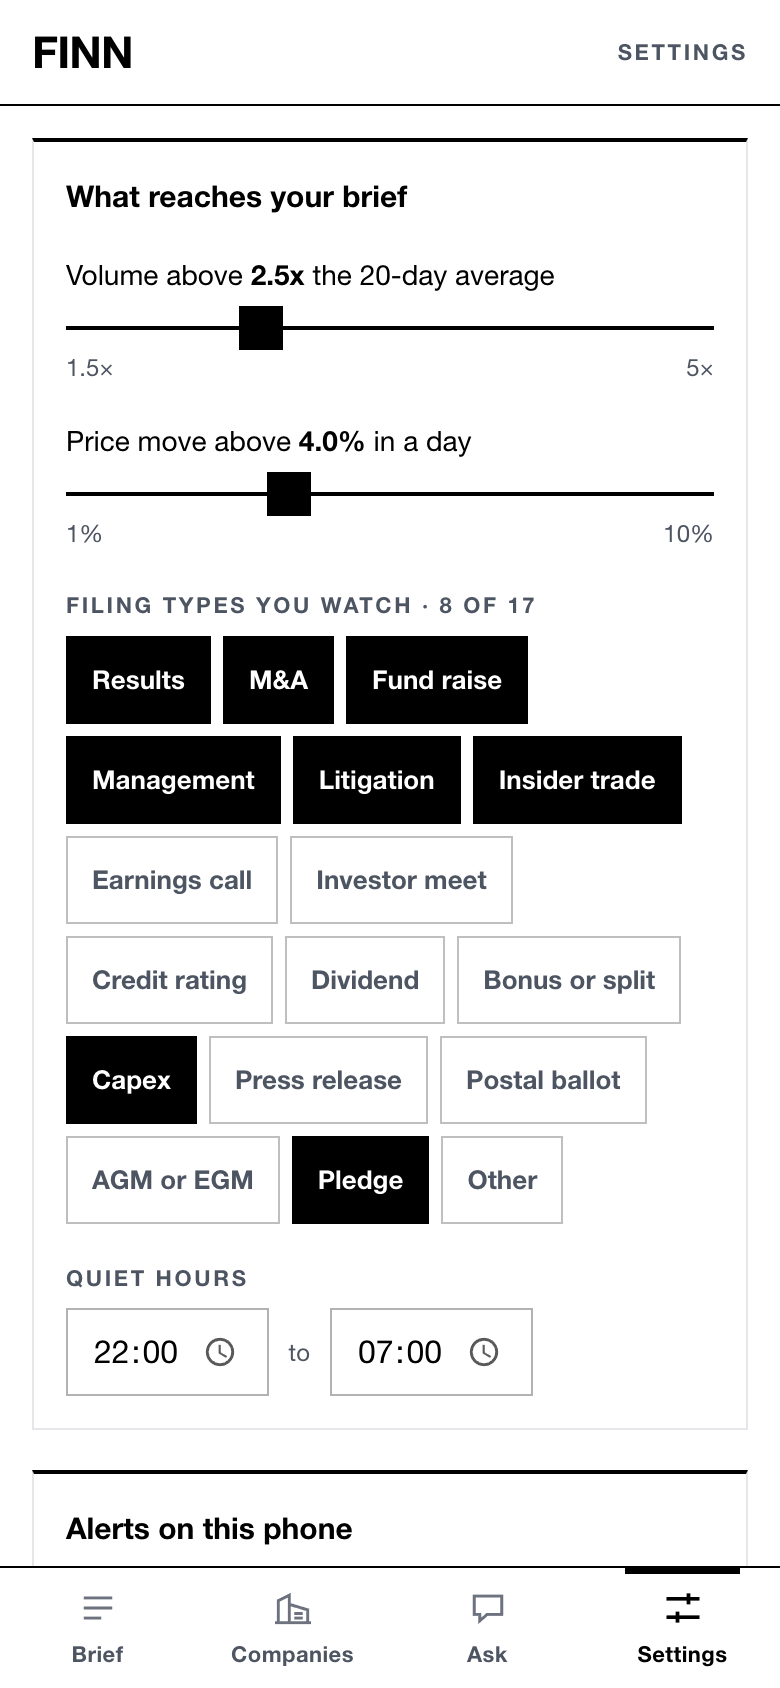 FINN
SETTINGS
What reaches your brief
Volume above 2.5x the 20-day average
1.5×
5×
Price move above 4.0% in a day
1%
10%
FILING TYPES YOU WATCH · 8 OF 17
Results
M&A
Fund raise
Management
Litigation
Insider trade
Earnings call
Investor meet
Credit rating
Dividend
Bonus or split
Capex
Press release
Postal ballot
AGM or EGM
Pledge
Other
QUIET HOURS
22:00
to
07:00
Alerts on this phone
Brief
Companies
Ask
Settings